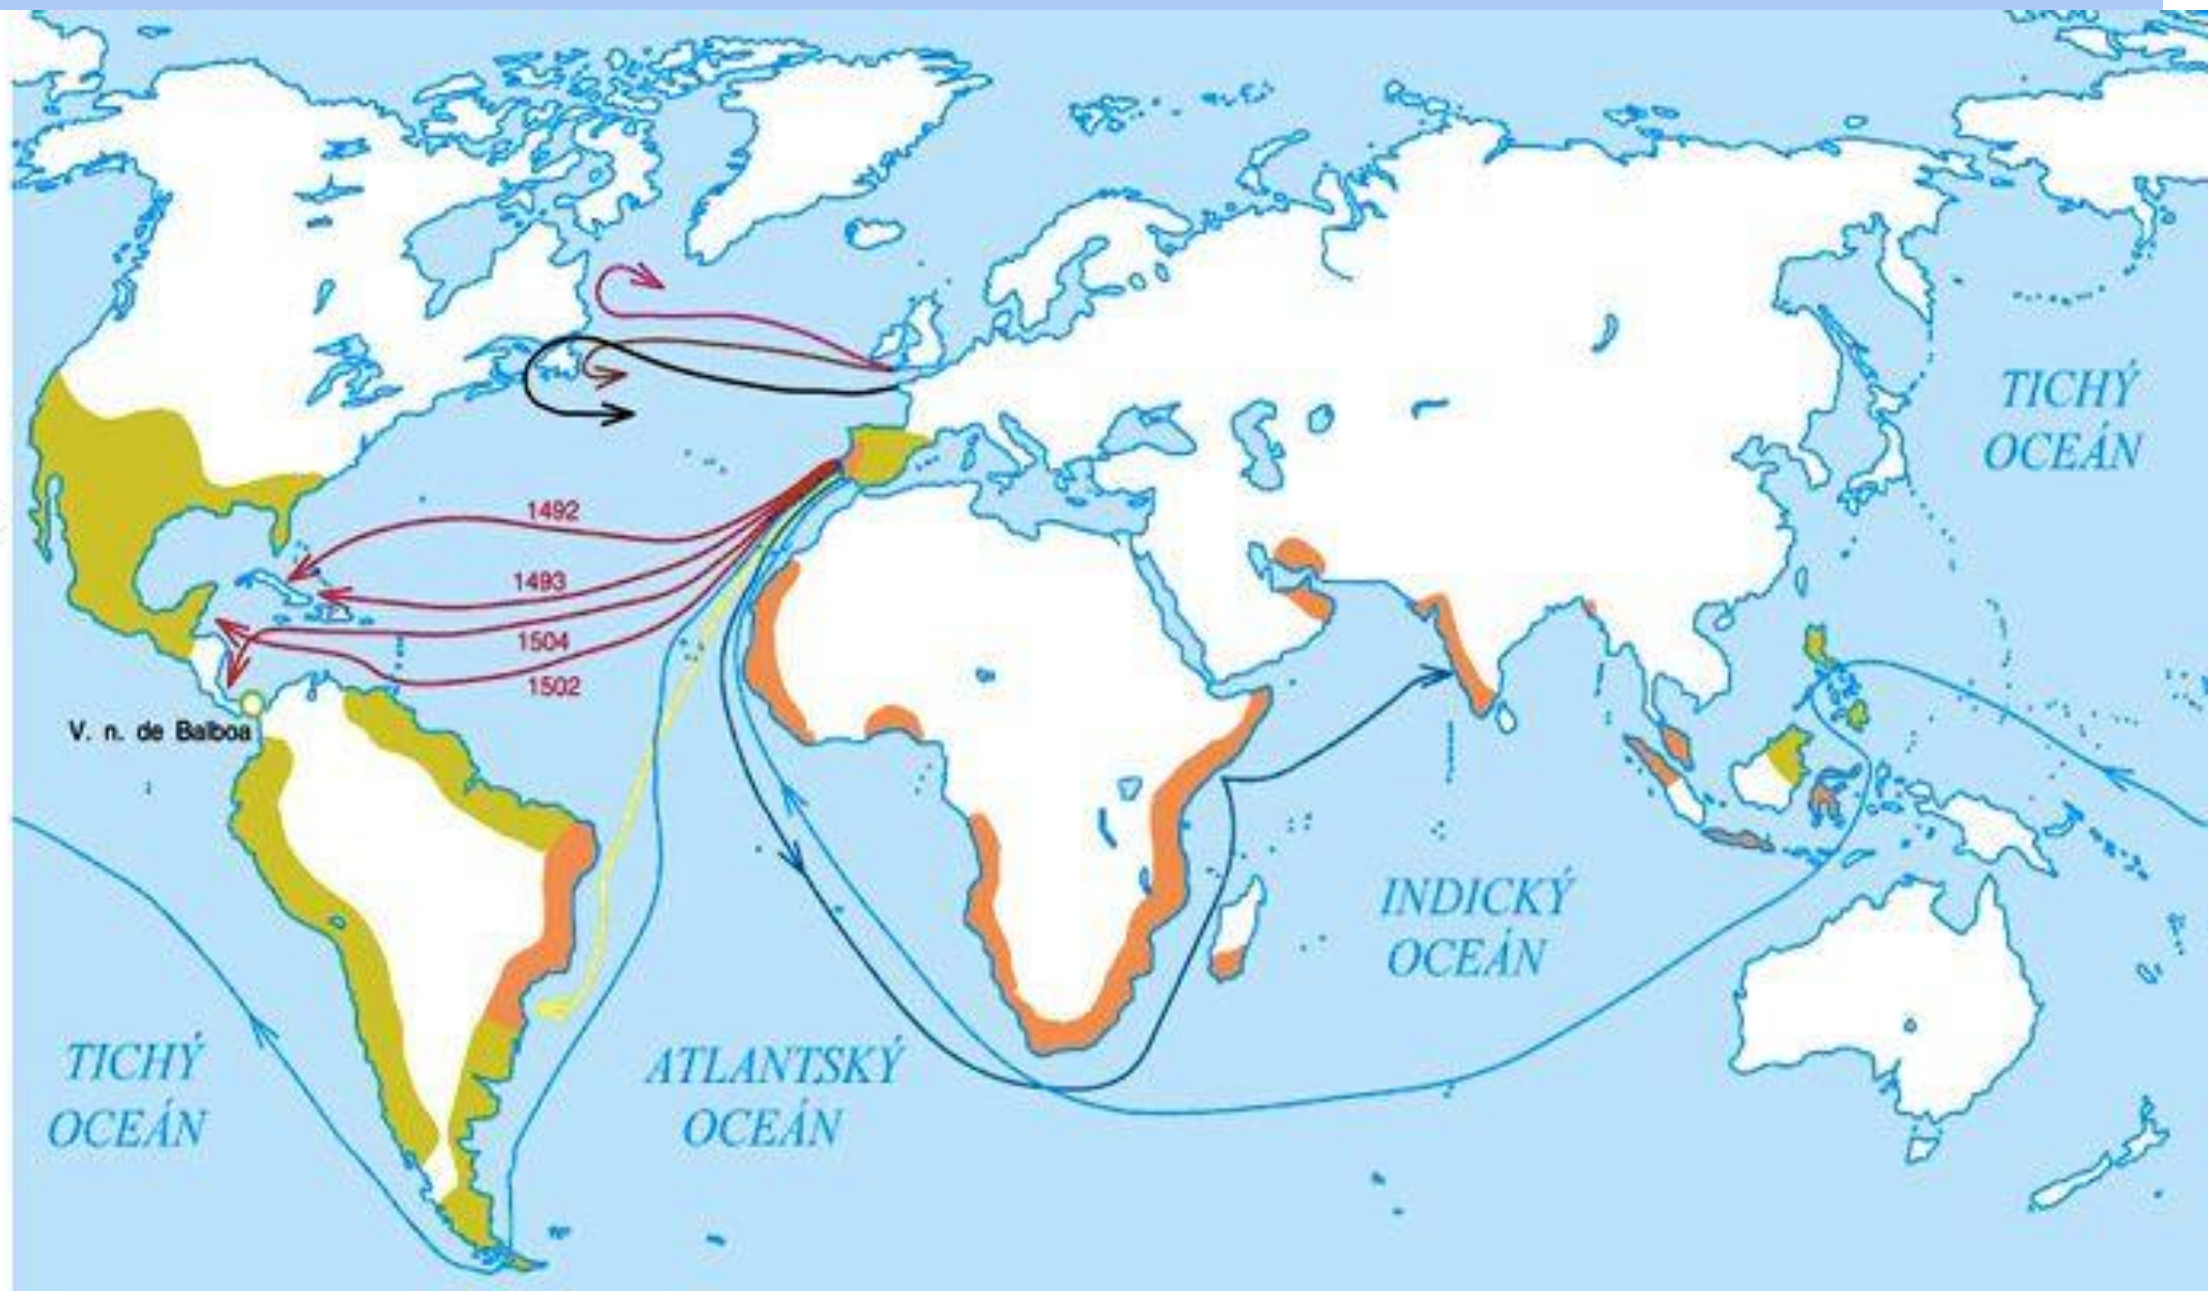 TICHÝ
OCEÁN
1492
1493
1504
1502
V. n. de Balboa
INDICKÝ
OCEÁN
TICHÝ
OCEÁN
ATLANTSKÝ
OCEÁN